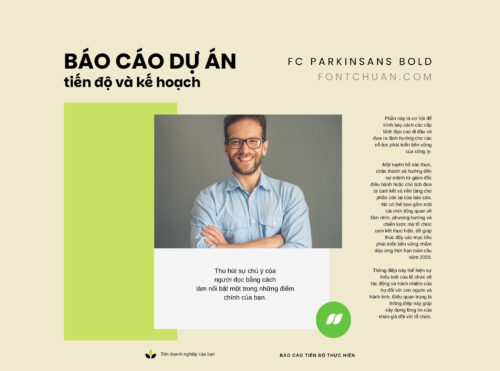 BÁO CÁO DỰ ÁN
tiến độ và kế hoạch
FC PARKINSANS BOLD
FONTCHUAN.COM
Phần này là cơ hội để
trình bày cách các cấp
lãnh đạo cao đi đầu và
đưa ra định hướng cho các
nỗ lực phát triển bền vững
của công ty.
Một tuyên bố xác thực,
chân thành và hướng đến
sứ mệnh từ giám đốc
điều hành hoặc chủ tịch đưa
ra cam kết và nền tảng cho
phần còn lại của báo cáo.
Nó có thể bao gồm một
cái nhìn tổng quan về
tầm nhìn, phương hướng và
chiến lược mà tổ chức
cam kết thực hiện, để giúp
thúc đẩy các mục tiêu
phát triển bền vững nhằm
đáp ứng thời hạn toàn cầu
năm 2030.
Thông điệp này thể hiện sự
hiểu biết của tổ chức về
tác động và trách nhiệm của
họ đối với con người và
hành tinh. Điều quan trọng là
thông điệp này giúp
xây dựng lòng tin của
khán giả đối với tổ chức.
Thu hút sự chú ý của
người đọc bằng cách
làm nổi bật một trong những điểm
chính của bạn.
Tên doanh nghiệp của bạn
BÁO CÁO TIẾN ĐỘ THỰC HIỆN